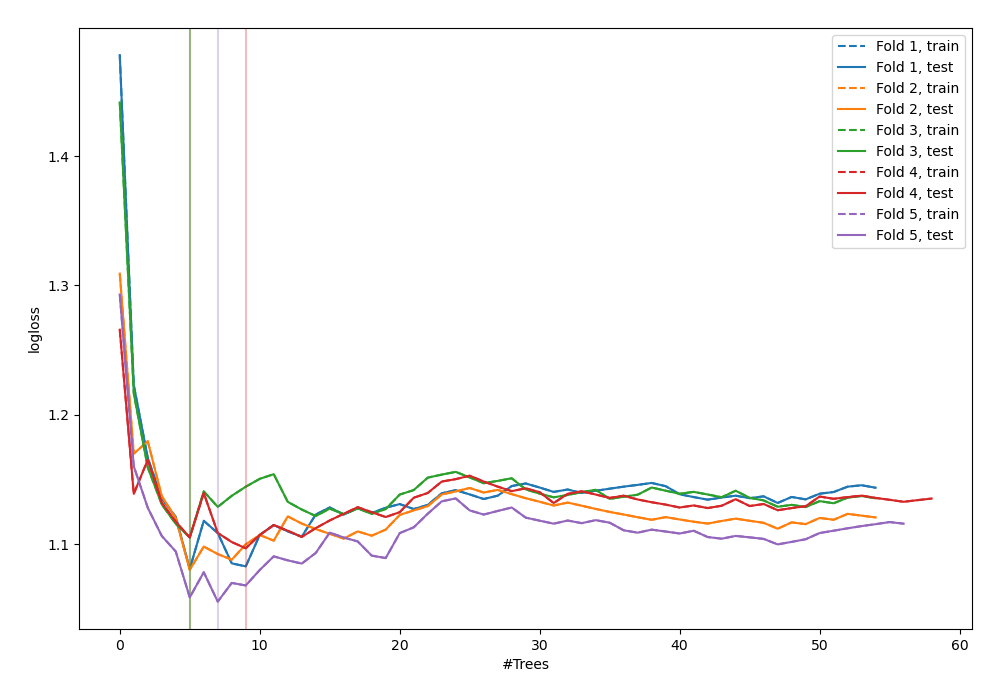 Fold 1, train
Fold 1, test
Fold 2, train
Fold 2, test
Fold 3, train
Fold 3, test
Fold 4, train
Fold 4, test
Fold 5, train
Fold 5, test
1.4
1.3
1.2
1.1
logloss
0 10 20 30 40 50 60
#Trees